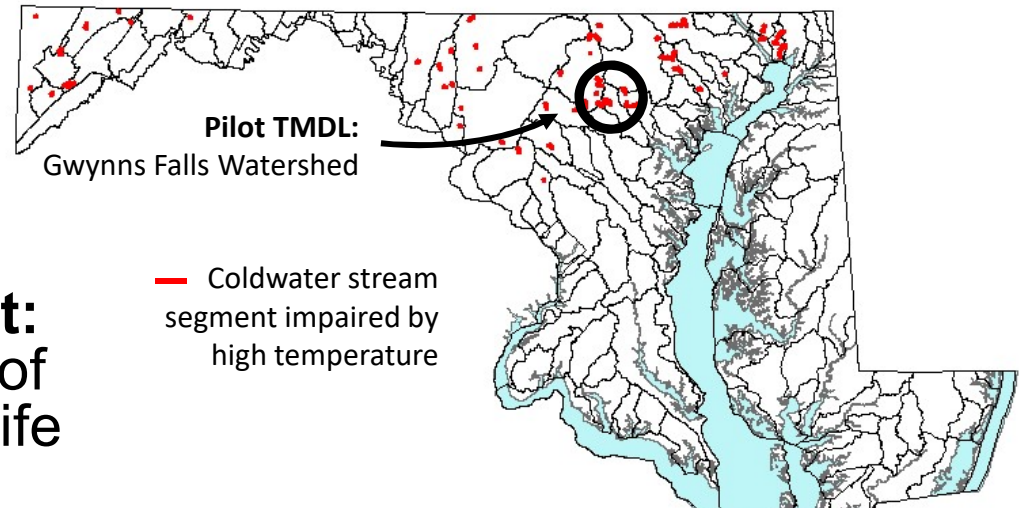 Pilot TMDL:
Gwynns Falls Watershed
Coldwater stream
segment impaired by
high temperature
t:
of
ife